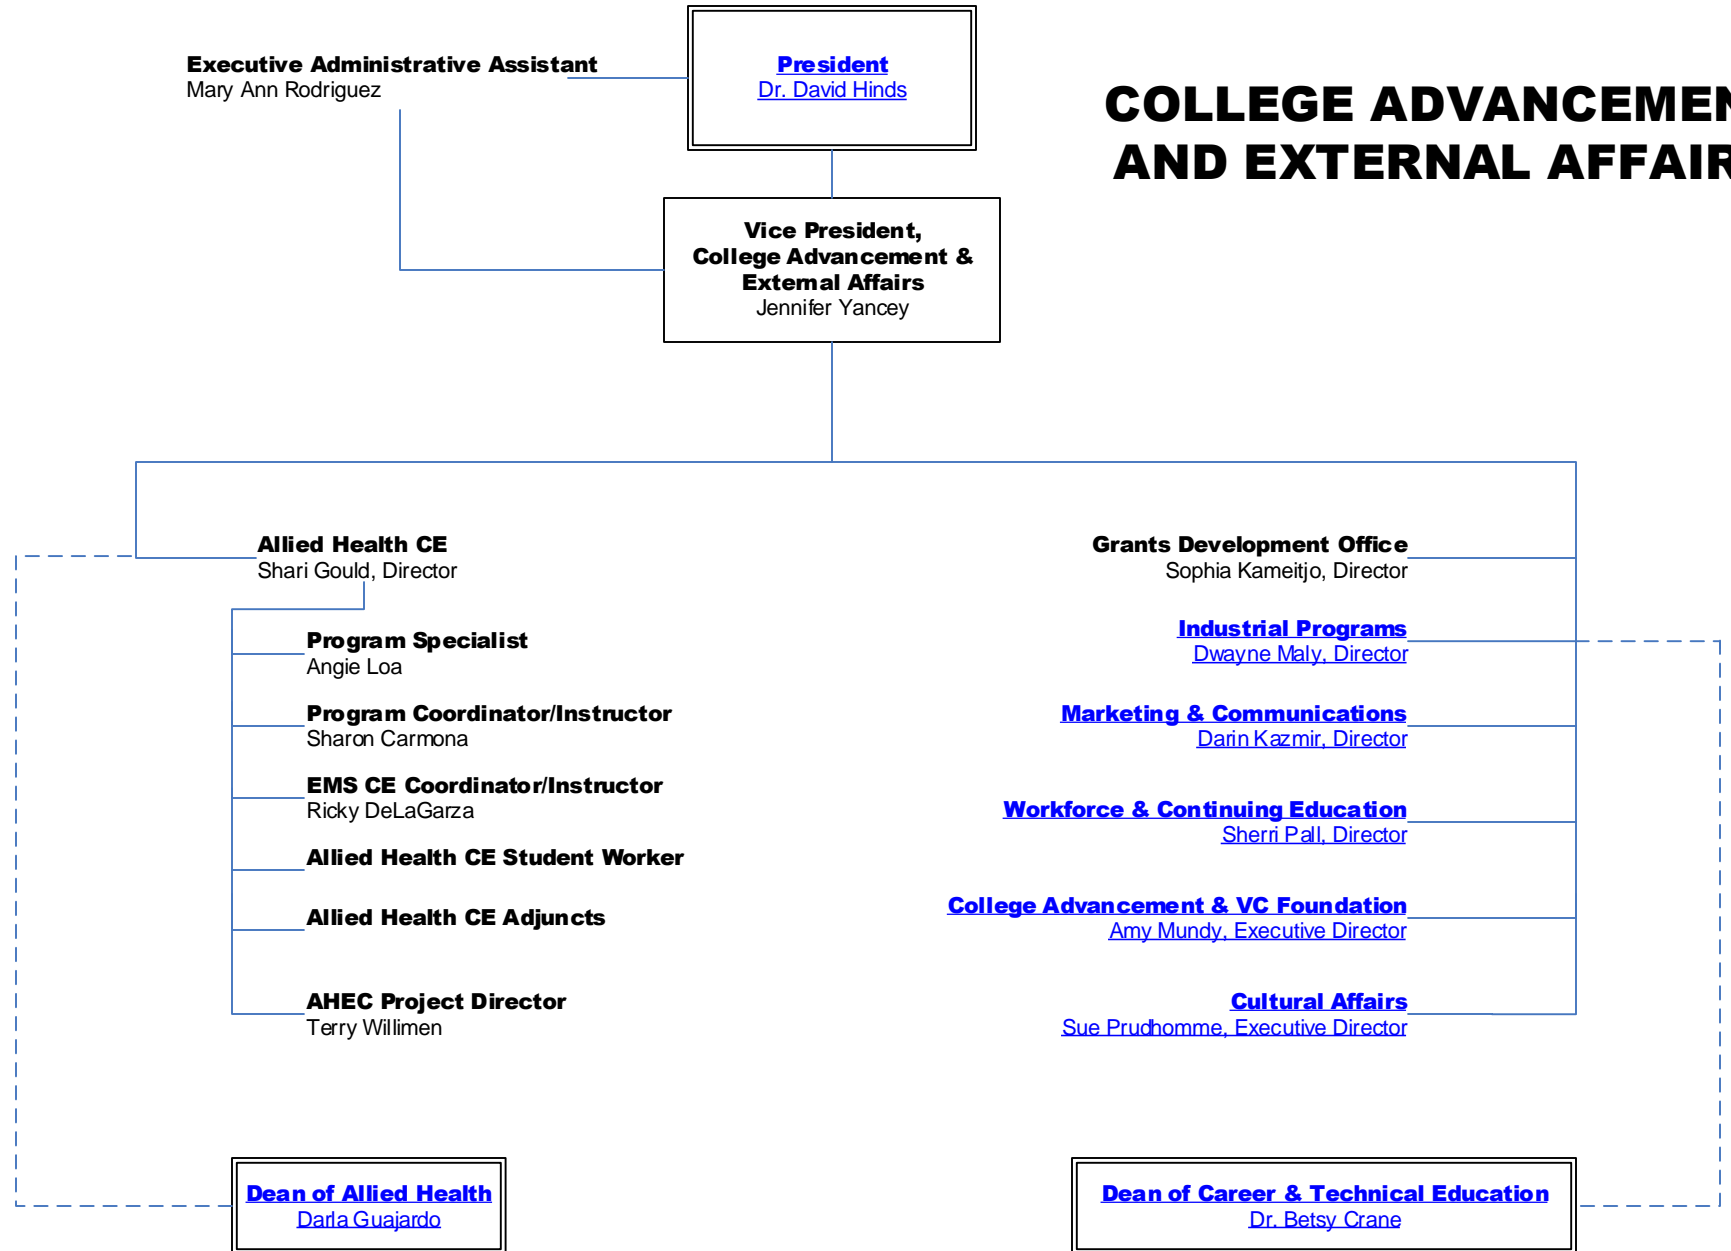 Executive Administrative Assistant
Mary Ann Rodriguez
President
Dr. David Hinds
COLLEGE ADVANCEMEN
AND EXTERNAL AFFAIR
Vice President,
College Advancement &
External Affairs
Jennifer Yancey
Allied Health CE
Shari Gould, Director
Program Specialist
Angie Loa
Program Coordinator/Instructor
Sharon Carmona
EMS CE Coordinator/Instructor
Ricky DeLaGarza
Allied Health CE Student Worker
Allied Health CE Adjuncts
AHEC Project Director
Terry Willimen
Grants Development Office
Sophia Kameitjo, Director
Industrial Programs
Dwayne Maly, Director
Marketing & Communications
Darin Kazmir, Director
Workforce & Continuing Education
Sherri Pall, Director
College Advancement & VC Foundation
Amy Mundy, Executive Director
Cultural Affairs
Sue Prudhomme, Executive Director
Dean of Allied Health
Darla Guajardo
Dean of Career & Technical Education
Dr. Betsy Crane